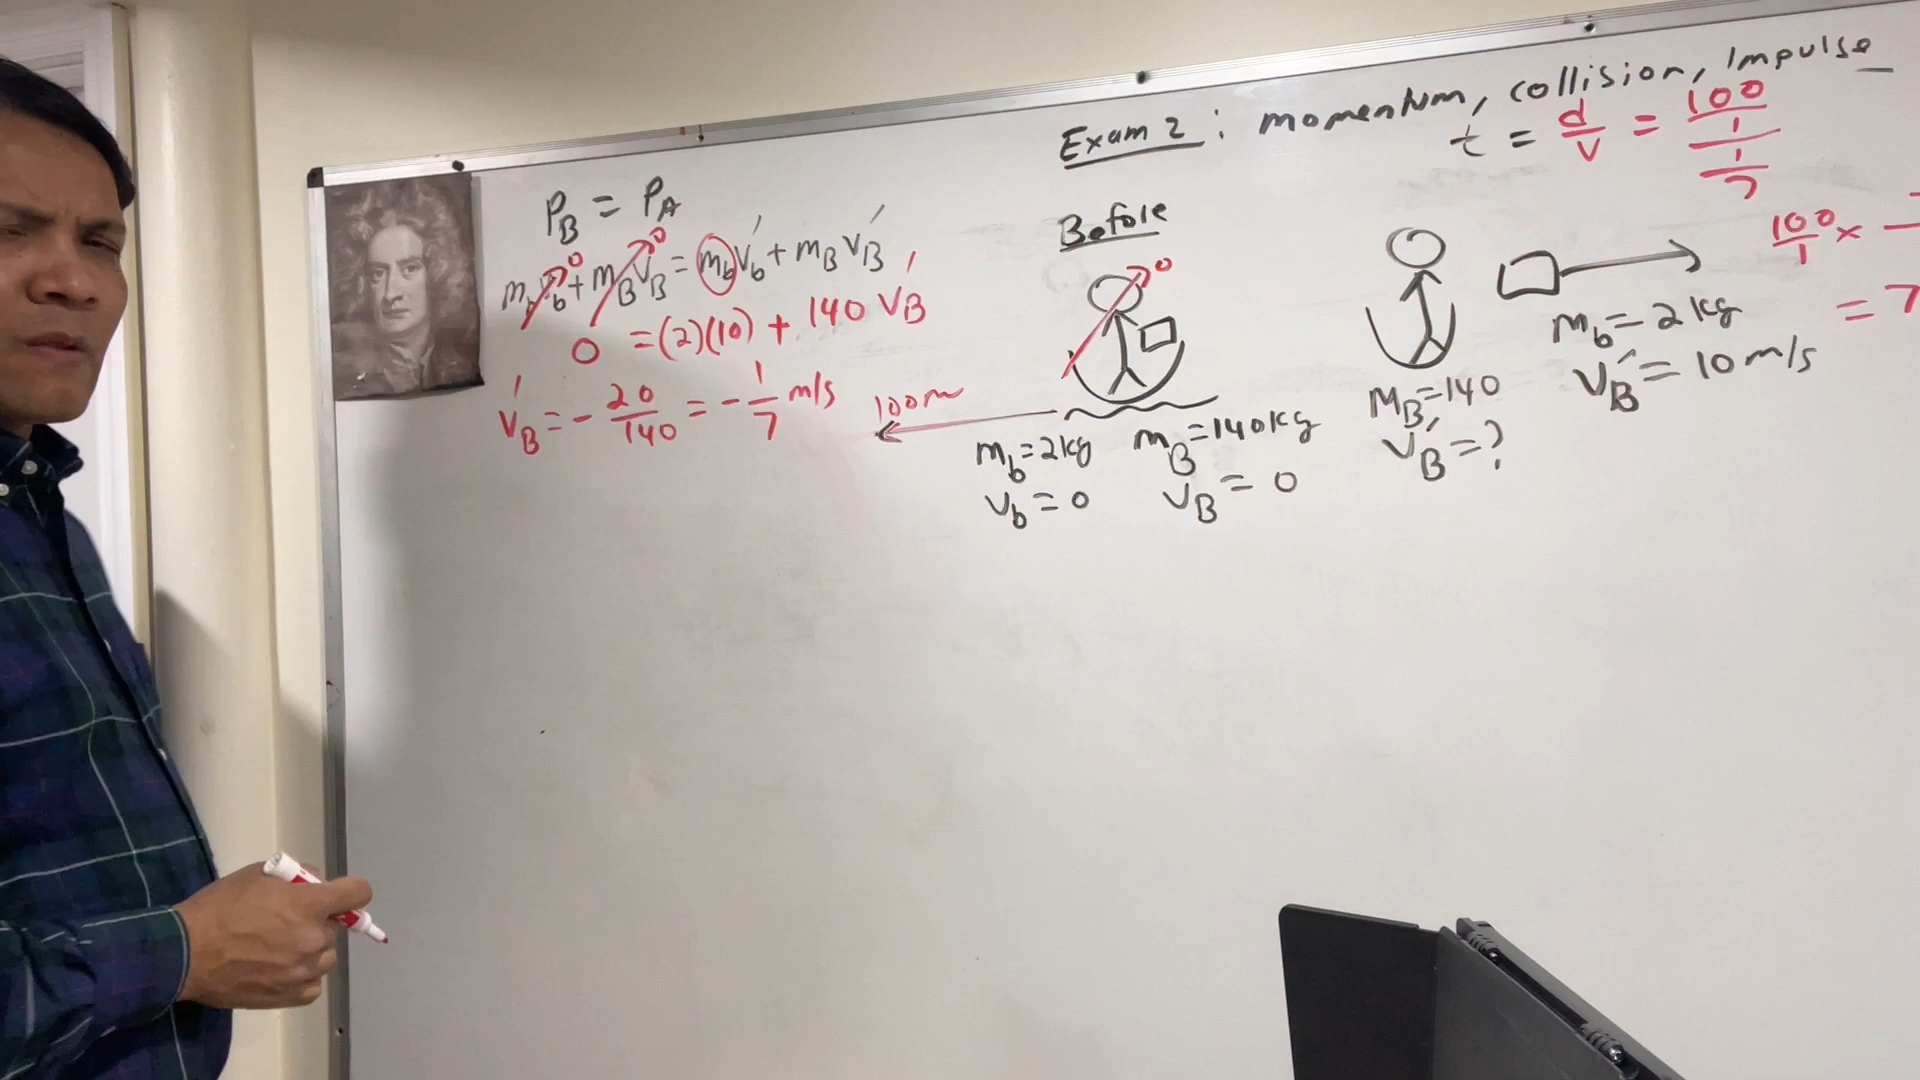 Exam 2 : momentum, collision, Impulse
t = d/v = 100/(1/7)
100/1 ×
= 7
P_B = P_A
m_b v_b + m_B v_B = m_b v_b' + m_B v_B'
0 = (2)(10) + 140 v_B'
v_B' = - 20/140 = - 1/7 m/s
Before
0
100m
m_b = 2kg m_B = 140kg
v_b = 0 v_B = 0
M_B = 140
v_B' = ?
m_b = 2kg
v_B' = 10 m/s